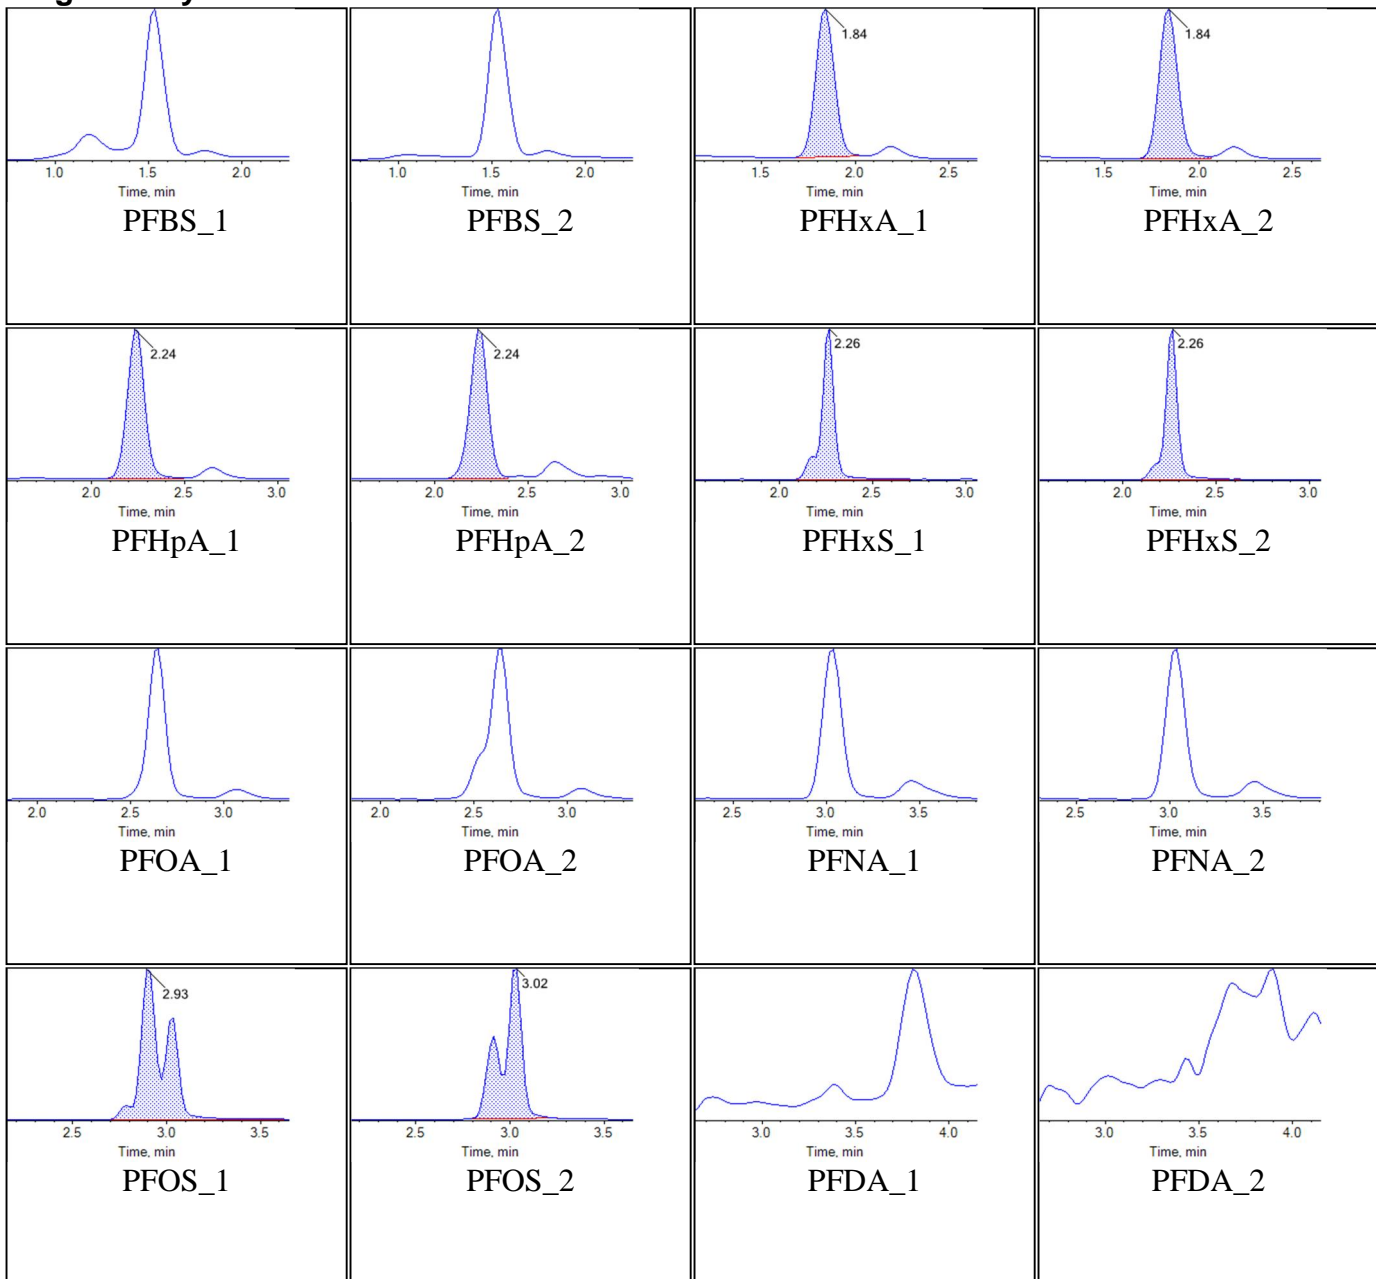 1.84 1.84
1.0 1.5 2.0 1.0 1.5 2.0 1.5 2.0 2.5 1.5 2.0 2.5
Time, min Time, min Time, min Time, min
PFBS_1 PFBS_2 PFHxA_1 PFHxA_2
2.24 2.24 2.26 2.26
2.0 2.5 3.0 2.0 2.5 3.0 2.0 2.5 3.0 2.0 2.5 3.0
Time, min Time, min Time, min Time, min
PFHpA_1 PFHpA_2 PFHxS_1 PFHxS_2
2.0 2.5 3.0 2.0 2.5 3.0 2.5 3.0 3.5 2.5 3.0 3.5
Time, min Time, min Time, min Time, min
PFOA_1 PFOA_2 PFNA_1 PFNA_2
2.93 3.02
2.5 3.0 3.5 2.5 3.0 3.5 3.0 3.5 4.0 3.0 3.5 4.0
Time, min Time, min Time, min Time, min
PFOS_1 PFOS_2 PFDA_1 PFDA_2